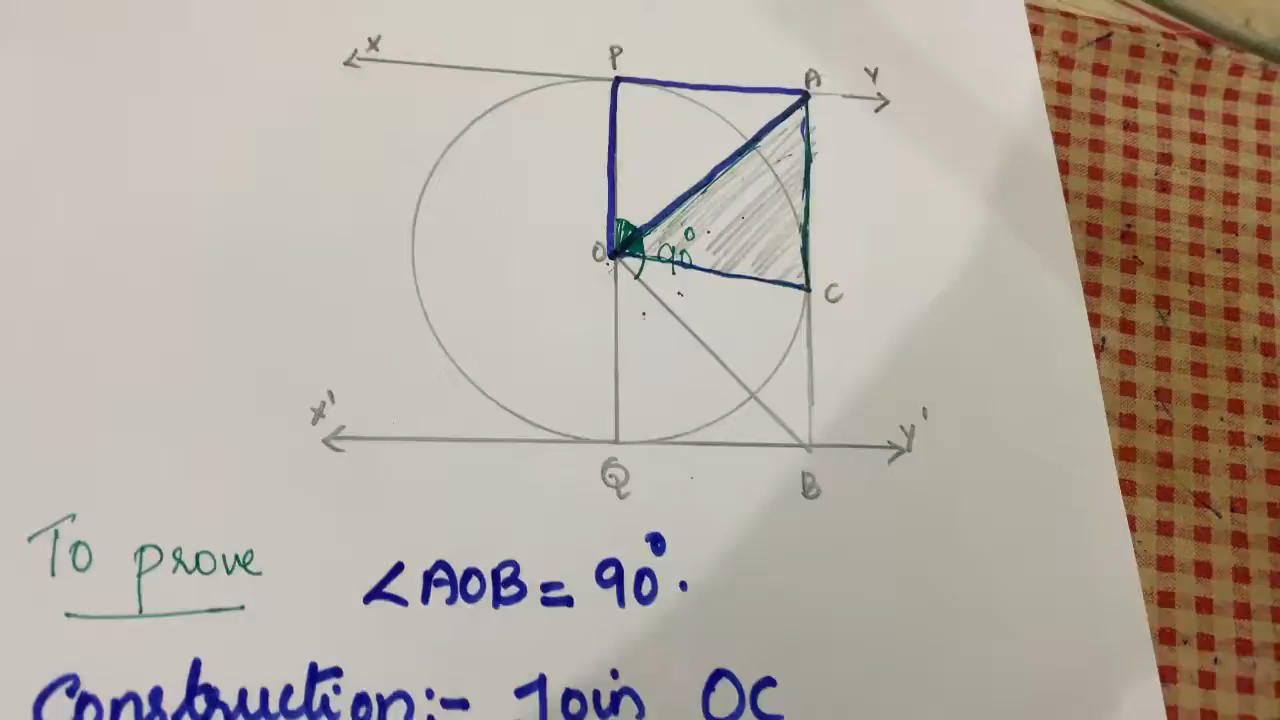 X P A Y
O 90°
C
X' Y'
Q B
To prove ∠AOB = 90°.
Construction:- Join OC